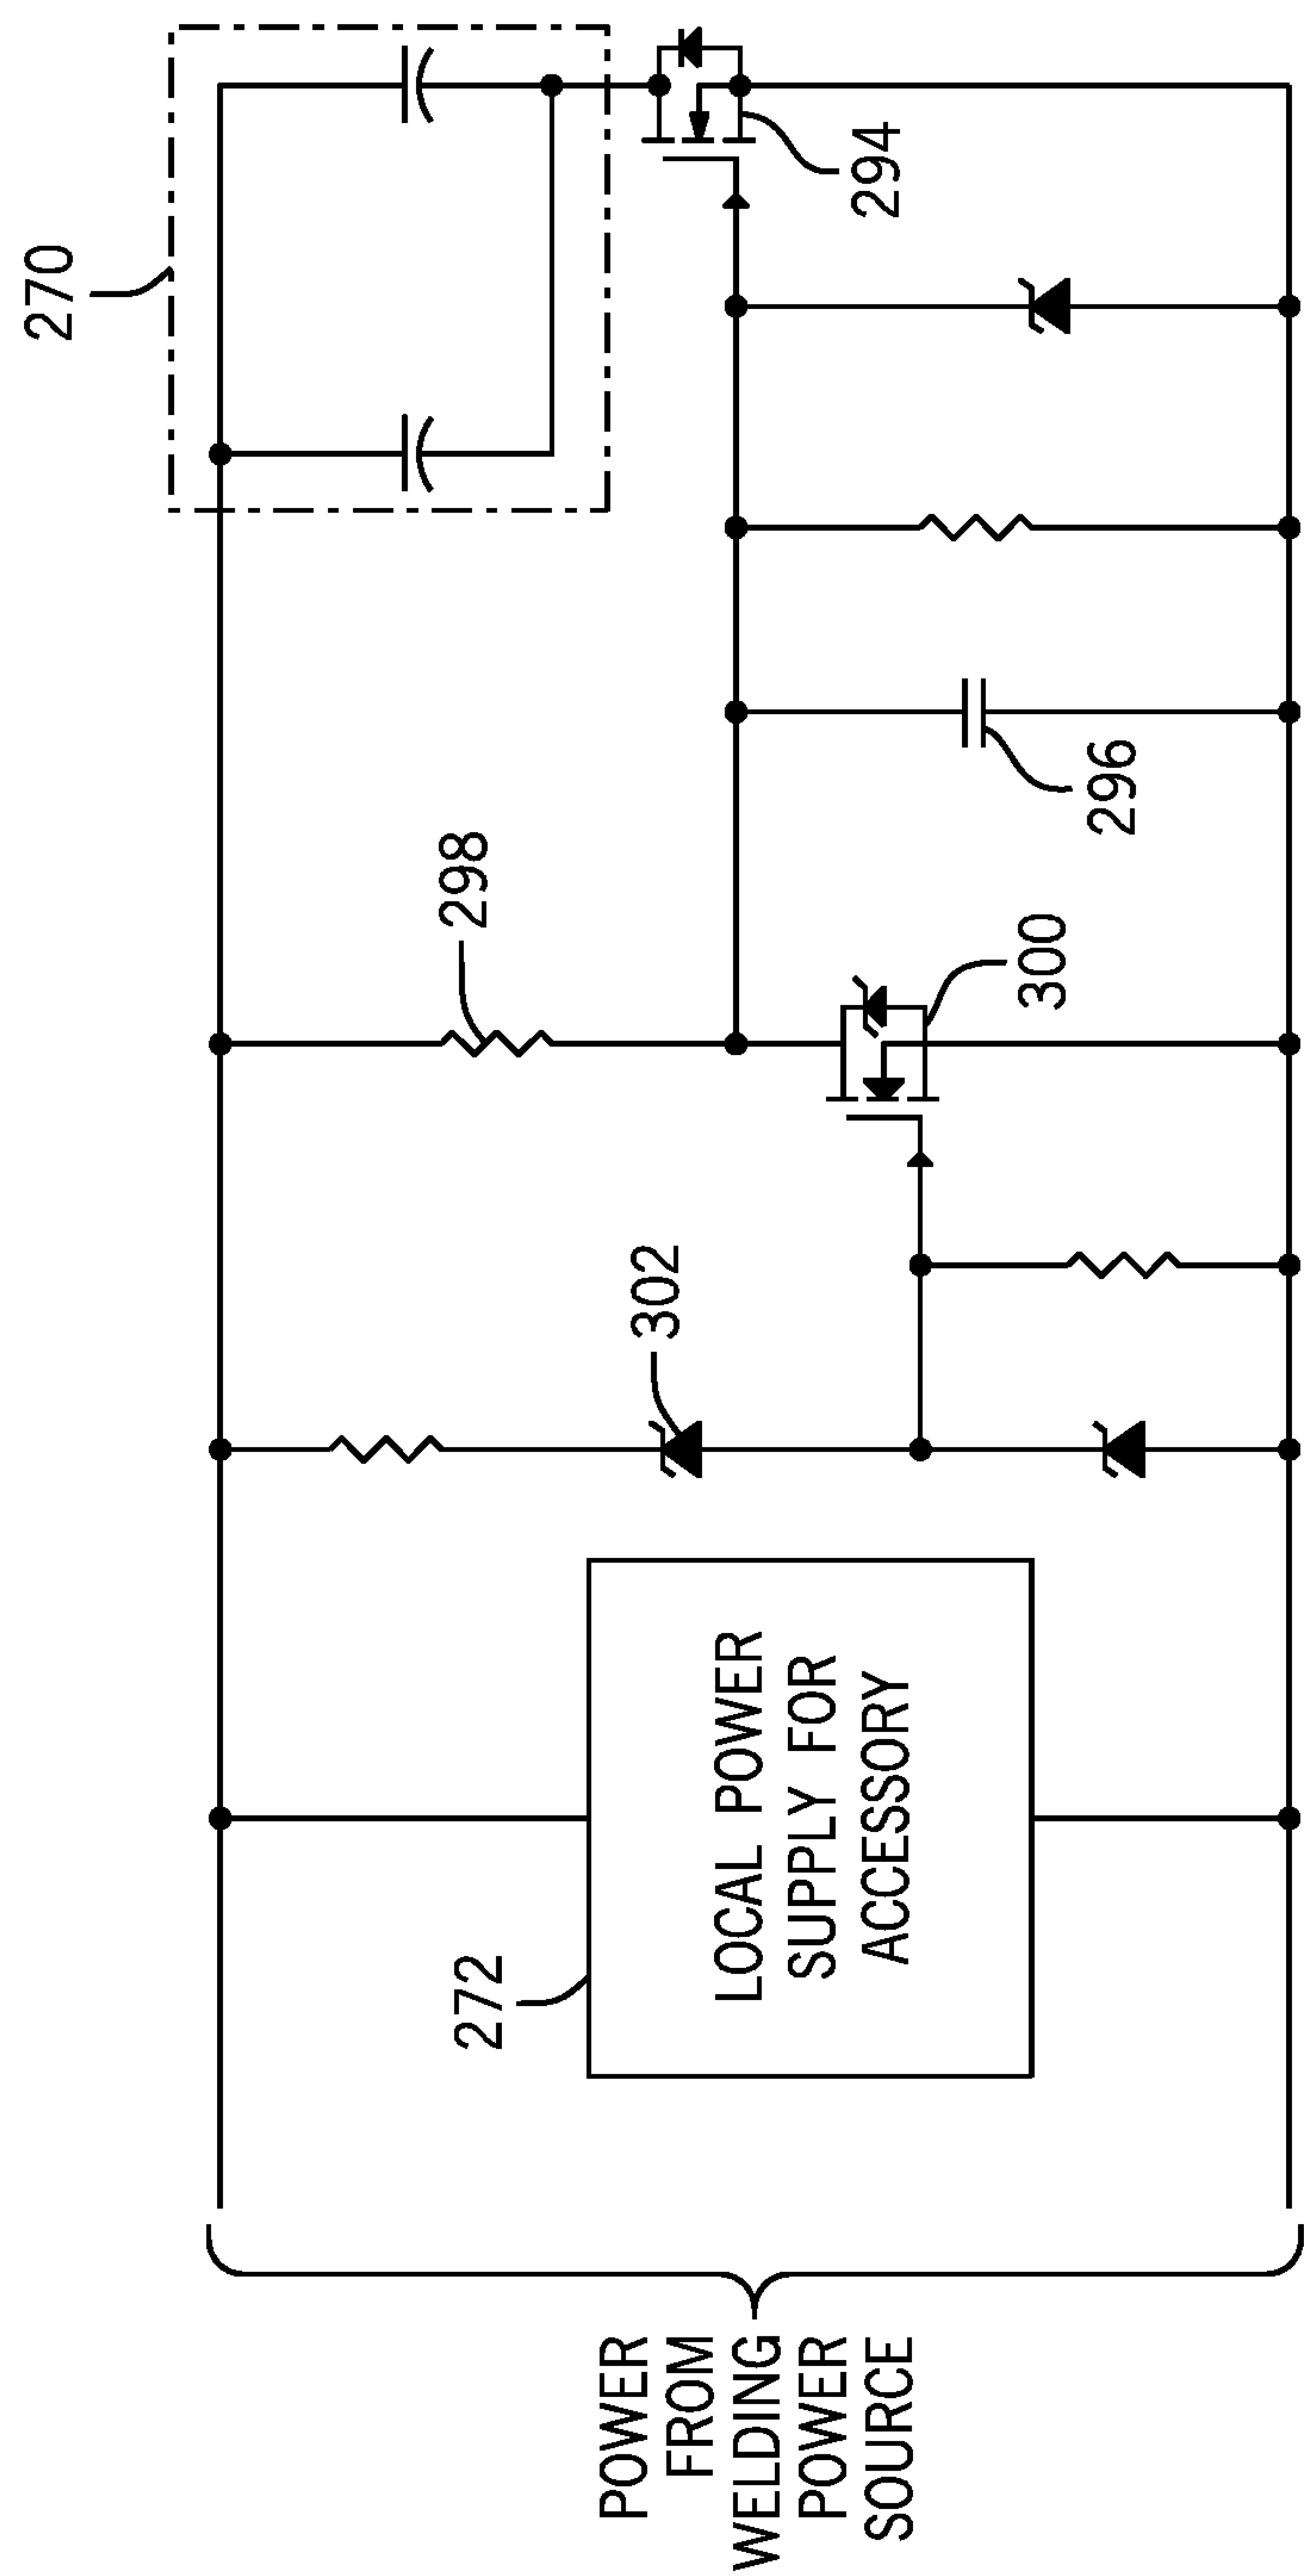 270
294
298
296
300
302
272
LOCAL POWER
SUPPLY FOR
ACCESSORY
POWER
FROM
WELDING
POWER
SOURCE